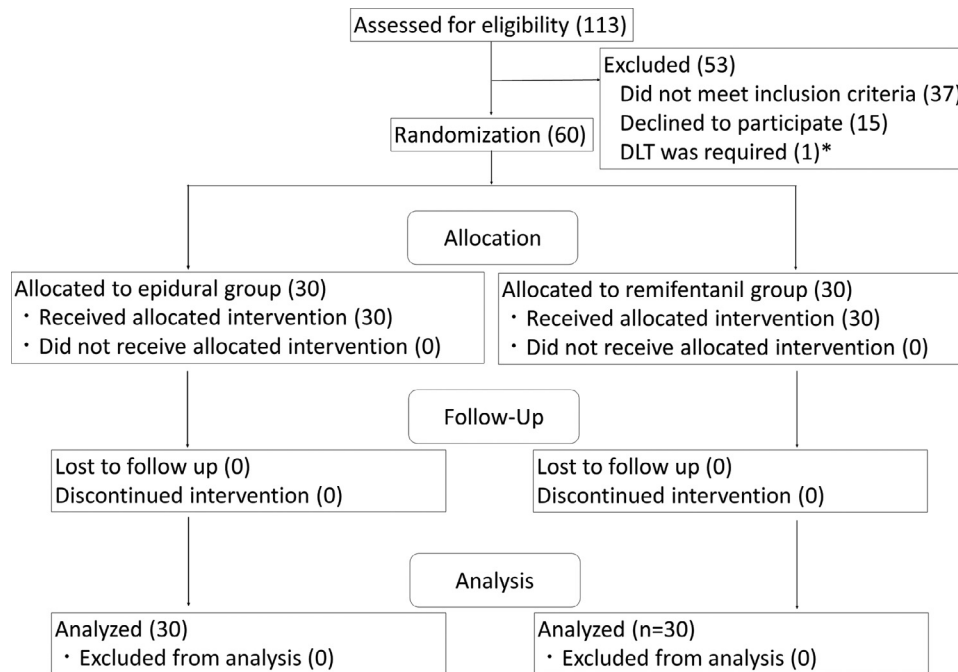 Assessed for eligibility (113)
Excluded (53)
Did not meet inclusion criteria (37)
Declined to participate (15)
DLT was required (1)*
Randomization (60)
Allocation
Allocated to epidural group (30)
・Received allocated intervention (30)
・Did not receive allocated intervention (0)
Allocated to remifentanil group (30)
・Received allocated intervention (30)
・Did not receive allocated intervention (0)
Follow-Up
Lost to follow up (0)
Discontinued intervention (0)
Lost to follow up (0)
Discontinued intervention (0)
Analysis
Analyzed (30)
・Excluded from analysis (0)
Analyzed (n=30)
・Excluded from analysis (0)